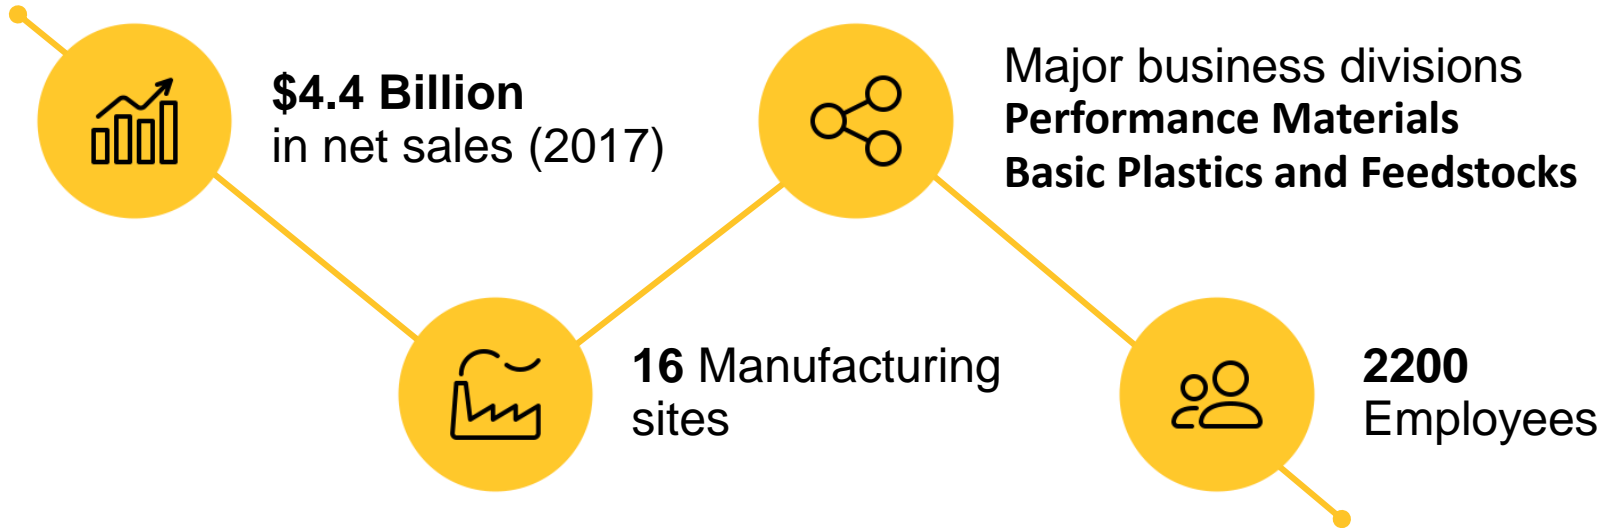 $4.4 Billion
in net sales (2017)
Major business divisions
Performance Materials
Basic Plastics and Feedstocks
16 Manufacturing
sites
2200
Employees